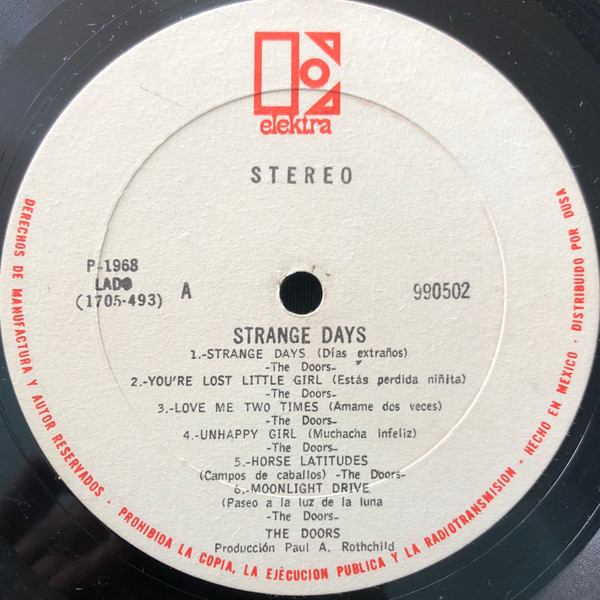 elektra
STEREO
P-1968
LADO
(1705-493)
A
990502
STRANGE DAYS
1.-STRANGE DAYS (Días extraños)
-The Doors-
2.-YOU'RE LOST LITTLE GIRL (Estás perdida niñita)
-The Doors-
3.-LOVE ME TWO TIMES (Amame dos veces)
-The Doors-
4.-UNHAPPY GIRL (Muchacha infeliz)
-The Doors-
5.-HORSE LATITUDES
(Campos de caballos) -The Doors-
6.-MOONLIGHT DRIVE
(Paseo a la luz de la luna
-The Doors-
THE DOORS
Producción Paul A. Rothchild
DERECHOS DE MANUFACTURA Y AUTOR RESERVADOS - PROHIBIDA LA COPIA, LA EJECUCION PUBLICA Y LA RADIOTRANSMISION - HECHO EN MEXICO - DISTRIBUIDO POR DUSA